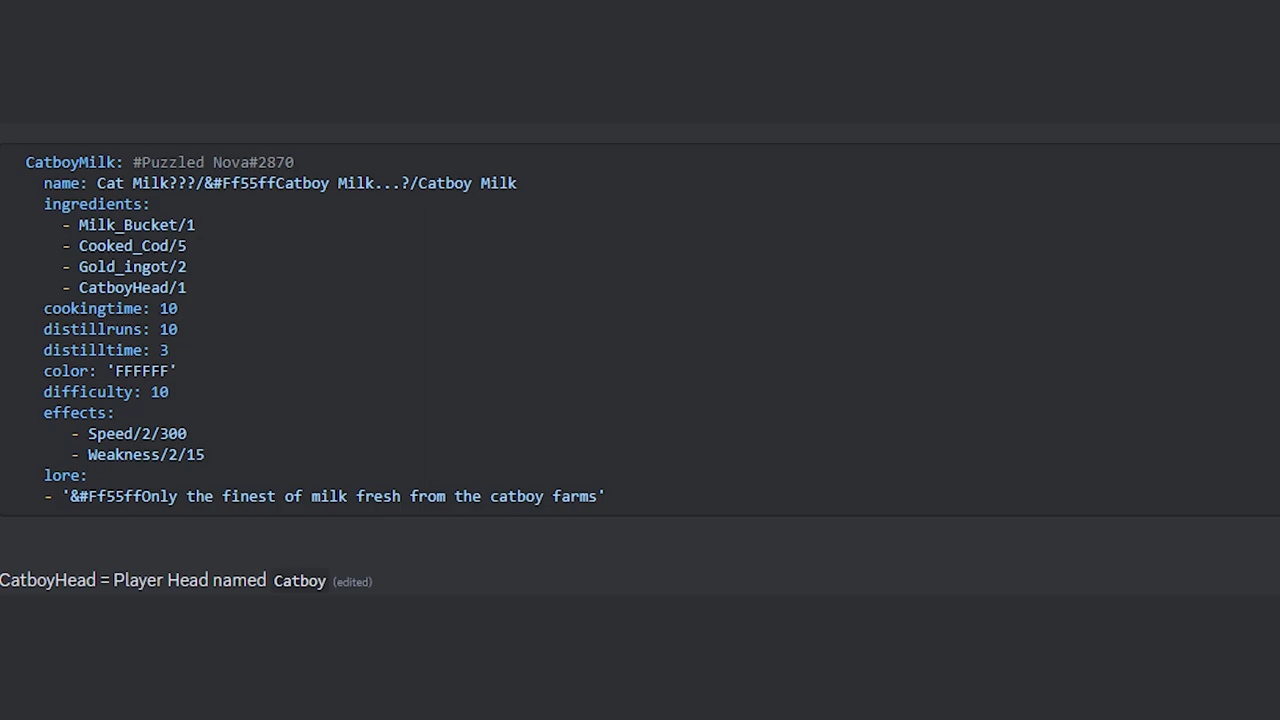 CatboyMilk: #Puzzled Nova#2870
name: Cat Milk???/&#Ff55ffCatboy Milk...?/Catboy Milk
ingredients:
- Milk_Bucket/1
- Cooked_Cod/5
- Gold_ingot/2
- CatboyHead/1
cookingtime: 10
distillruns: 10
distilltime: 3
color: 'FFFFFF'
difficulty: 10
effects:
- Speed/2/300
- Weakness/2/15
lore:
- '&#Ff55ffOnly the finest of milk fresh from the catboy farms'
CatboyHead = Player Head named Catboy (edited)